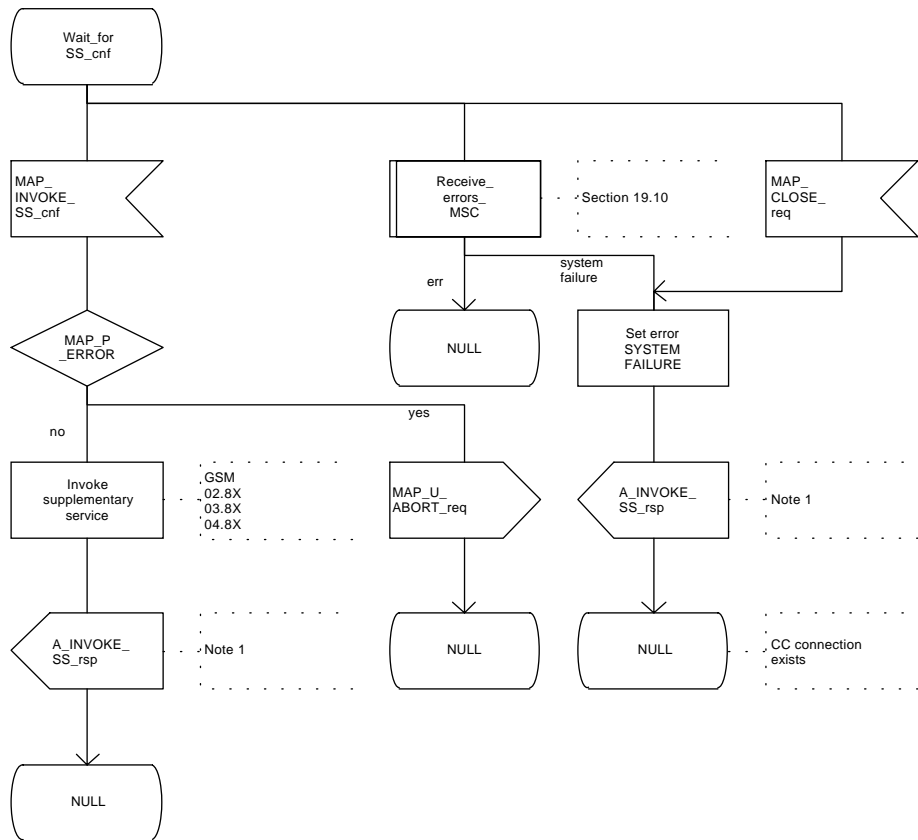 Wait_for
SS_cnf
MAP_
INVOKE_
SS_cnf
Receive_
errors_
MSC
Section 19.10
MAP_
CLOSE_
req
err
system
failure
MAP_P
_ERROR
NULL
Set error
SYSTEM
FAILURE
no
yes
Invoke
supplementary
service
GSM
02.8X
03.8X
04.8X
MAP_U_
ABORT_req
A_INVOKE_
SS_rsp
Note 1
A_INVOKE_
SS_rsp
Note 1
NULL
NULL
CC connection
exists
NULL